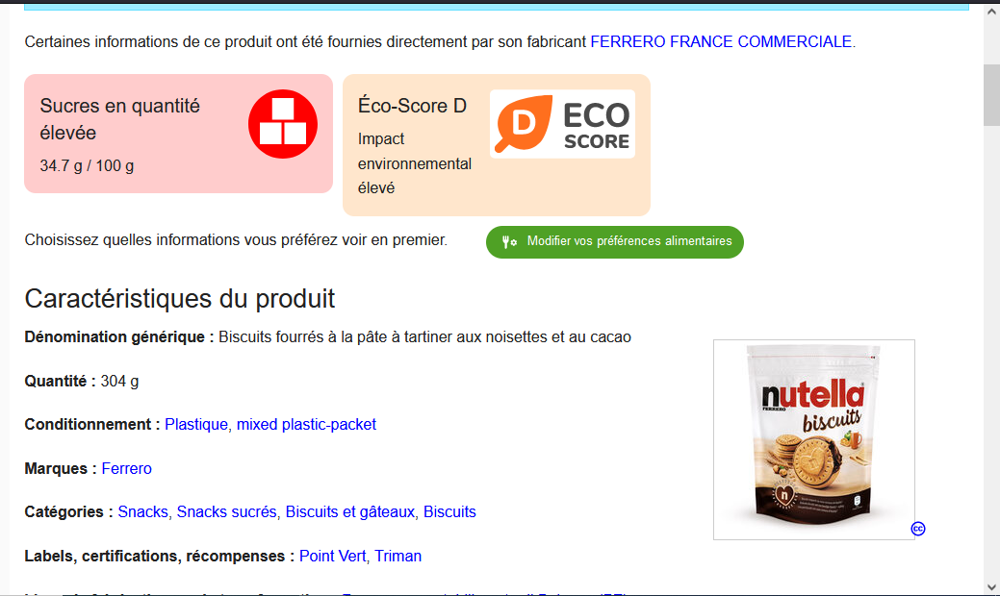 Certaines informations de ce produit ont été fournies directement par son fabricant FERRERO FRANCE COMMERCIALE.
Sucres en quantité
élevée
34.7 g / 100 g
Éco-Score D
Impact
environnemental
élevé
D
ECO
SCORE
Choisissez quelles informations vous préférez voir en premier.
Modifier vos préférences alimentaires
Caractéristiques du produit
Dénomination générique : Biscuits fourrés à la pâte à tartiner aux noisettes et au cacao
Quantité : 304 g
Conditionnement : Plastique, mixed plastic-packet
Marques : Ferrero
Catégories : Snacks, Snacks sucrés, Biscuits et gâteaux, Biscuits
Labels, certifications, récompenses : Point Vert, Triman
nutella
FERRERO
biscuits
n
cc